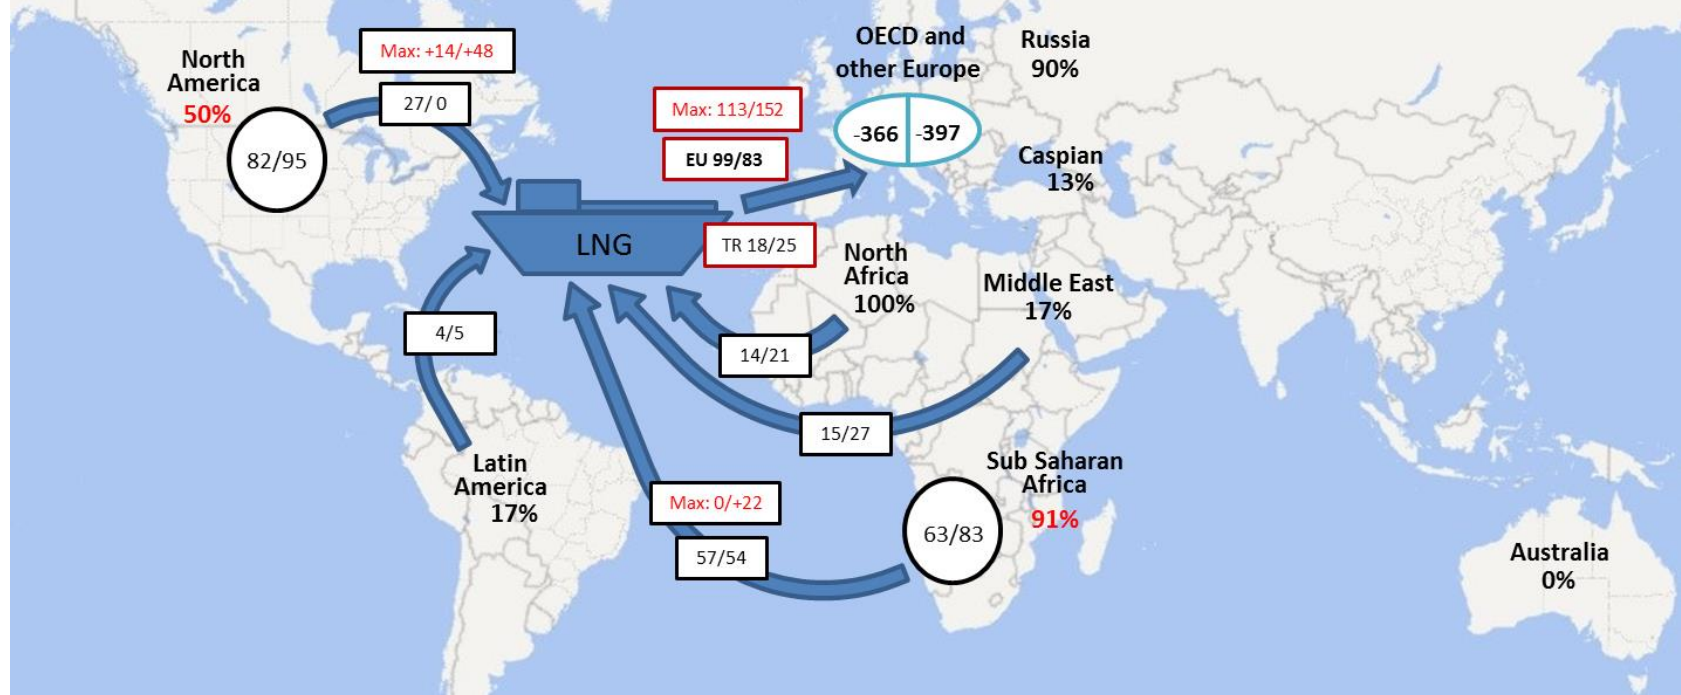 North
America
50%
82/95
Max: +14/+48
27/ 0
OECD and
other Europe
-366
-397
Russia
90%
Max: 113/152
EU 99/83
Caspian
13%
LNG
TR 18/25
North
Africa
100%
Middle East
17%
4/5
14/21
15/27
Latin
America
17%
Max: 0/+22
57/54
Sub Saharan
Africa
91%
63/83
Australia
0%